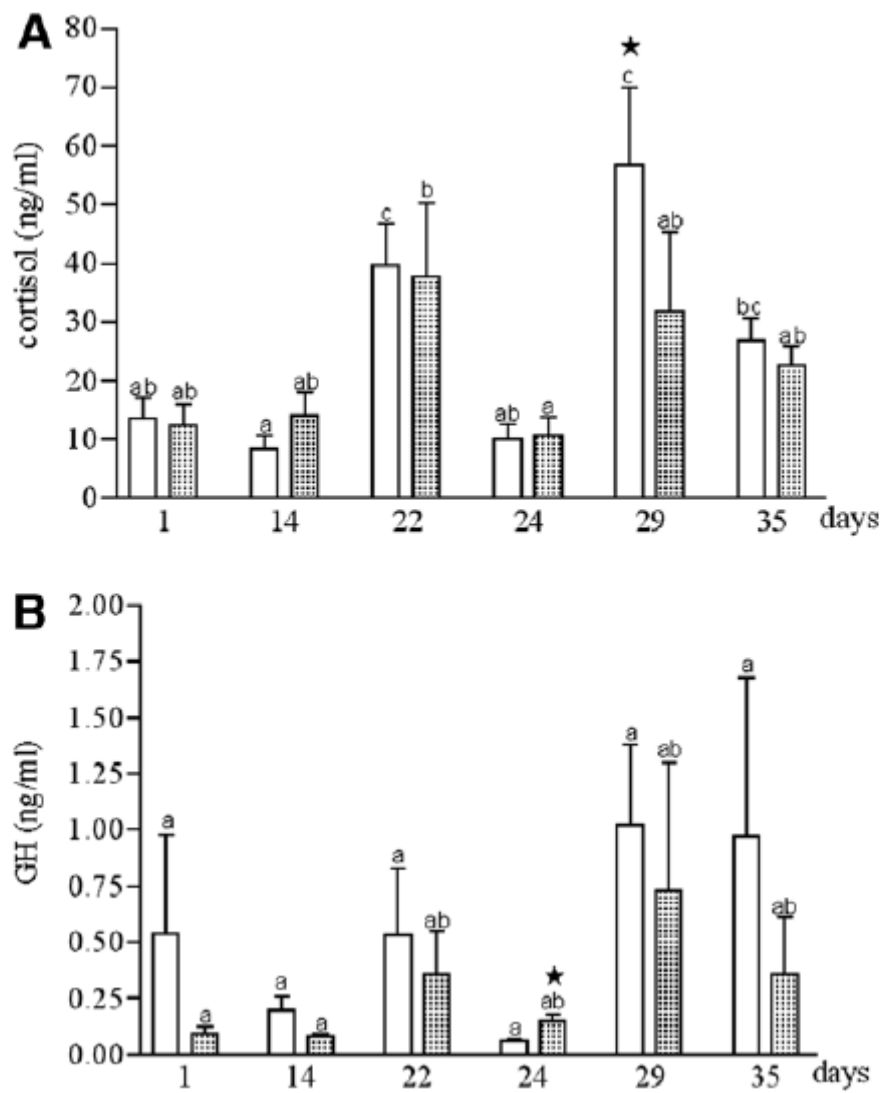 A
80
70
60
50
40
30
20
10
0
cortisol (ng/ml)
ab ab a ab c b ab a ★ c ab bc ab
1 14 22 24 29 35 days
B
2.00
1.75
1.50
1.25
1.00
0.75
0.50
0.25
0.00
GH (ng/ml)
a a a a a ab a ★ ab a ab a ab
1 14 22 24 29 35 days